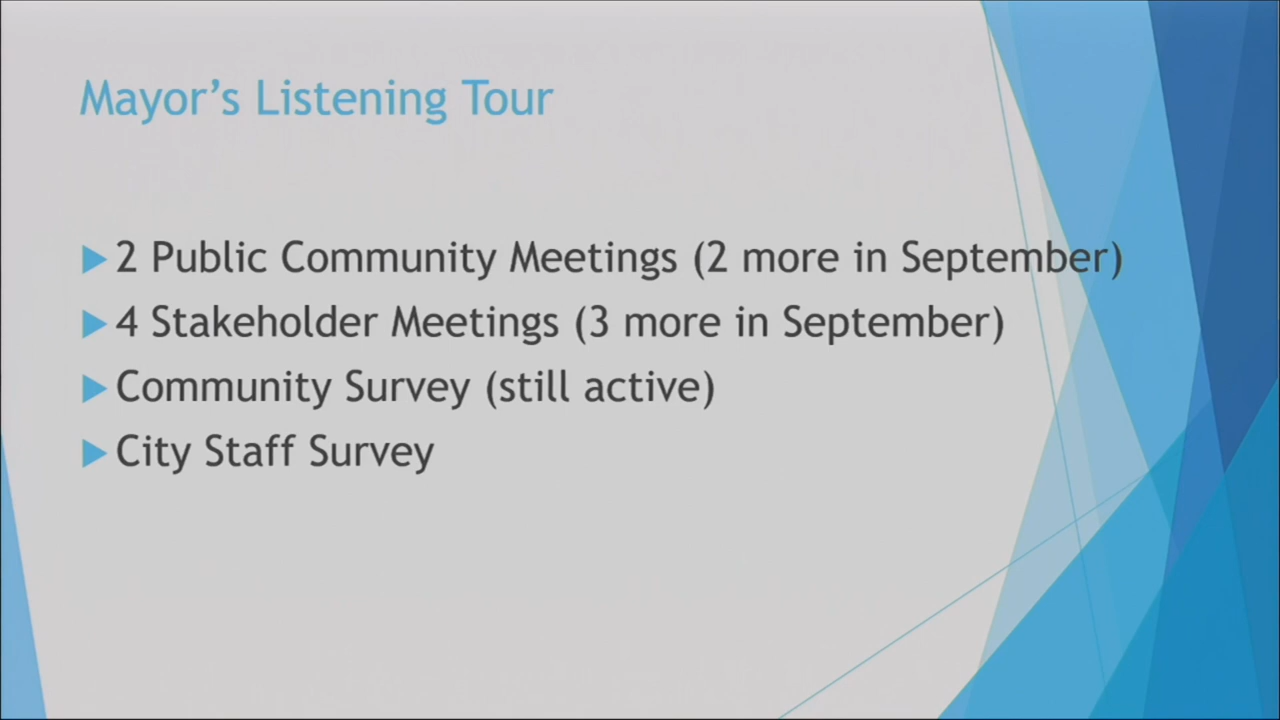 Mayor’s Listening Tour
2 Public Community Meetings (2 more in September)
4 Stakeholder Meetings (3 more in September)
Community Survey (still active)
City Staff Survey